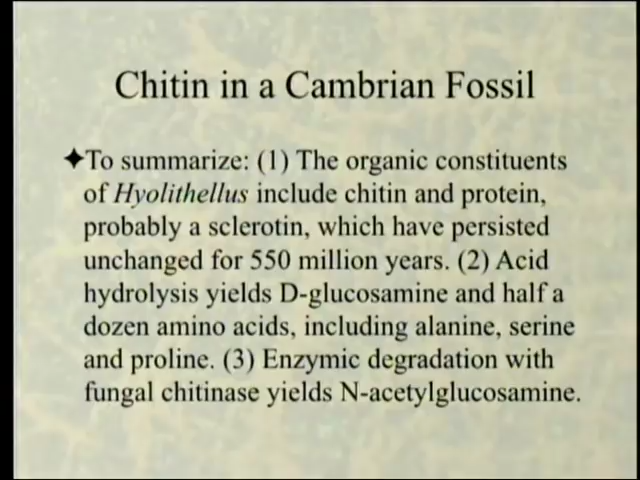 Chitin in a Cambrian Fossil
✦To summarize: (1) The organic constituents
of Hyolithellus include chitin and protein,
probably a sclerotin, which have persisted
unchanged for 550 million years. (2) Acid
hydrolysis yields D-glucosamine and half a
dozen amino acids, including alanine, serine
and proline. (3) Enzymic degradation with
fungal chitinase yields N-acetylglucosamine.